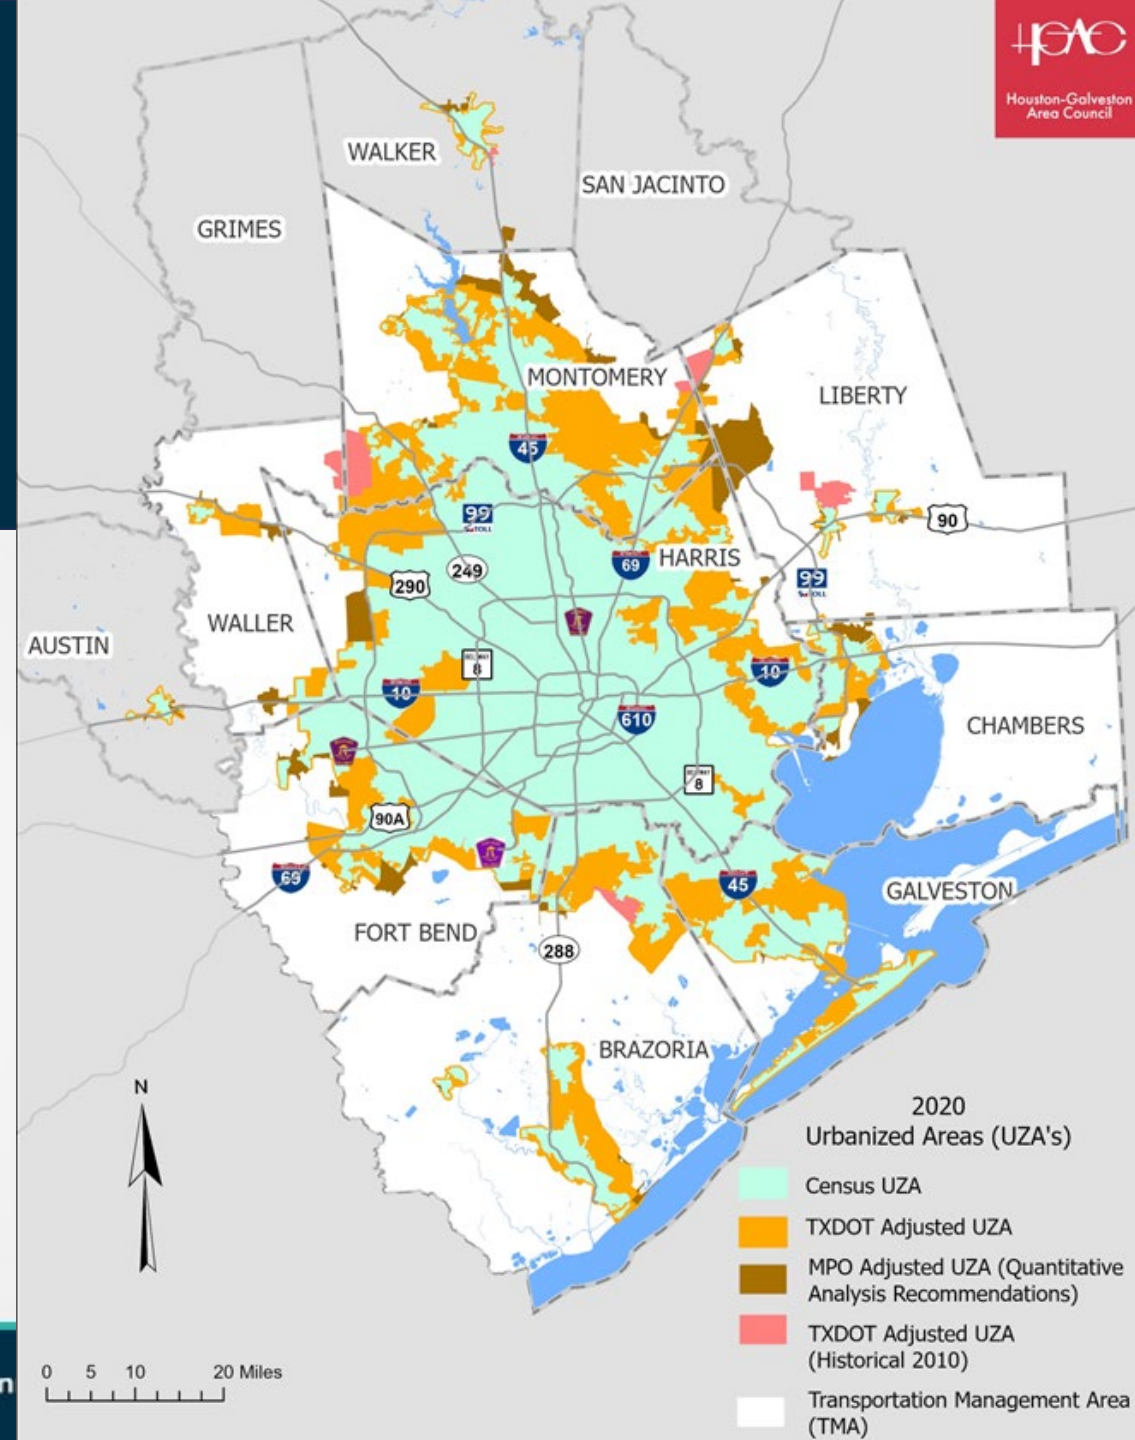 HGAC
Houston-Galveston
Area Council
WALKER
SAN JACINTO
GRIMES
MONTOMERY
LIBERTY
45
99
TOLL
90
69
HARRIS
249
290
99
TOLL
WALLER
AUSTIN
8
10
10
610
CHAMBERS
8
90A
69
45
GALVESTON
FORT BEND
288
BRAZORIA
N
2020
Urbanized Areas (UZA's)
Census UZA
TXDOT Adjusted UZA
MPO Adjusted UZA (Quantitative
Analysis Recommendations)
TXDOT Adjusted UZA
(Historical 2010)
0 5 10 20 Miles
Transportation Management Area
(TMA)